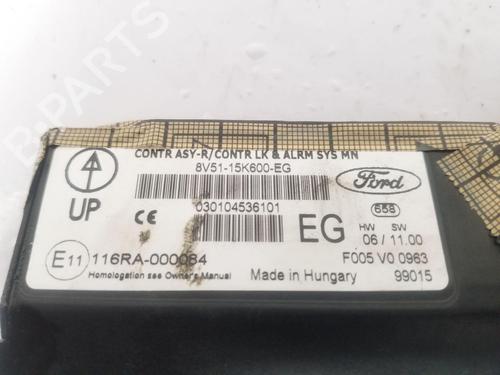 CONTR ASY-R/CONTR LK & ALRM SYS MN
8V51-15K600-EG
Ford
UP
030104536101
CE
EG
658
HW SW
06 / 11.00
E11 116RA-000084
F005 V0 0963
Homologation see Owners Manual
Made in Hungary
99015
B-PARTS